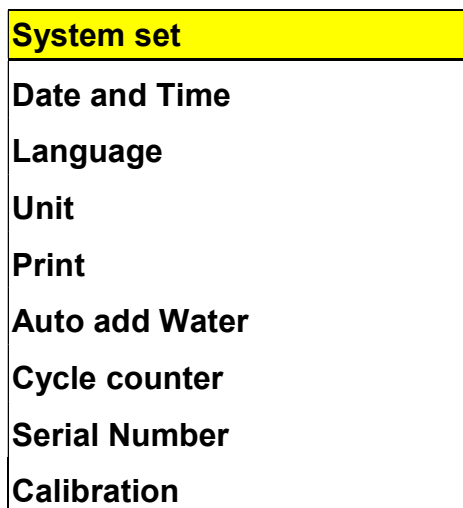 System set
Date and Time
Language
Unit
Print
Auto add Water
Cycle counter
Serial Number
Calibration